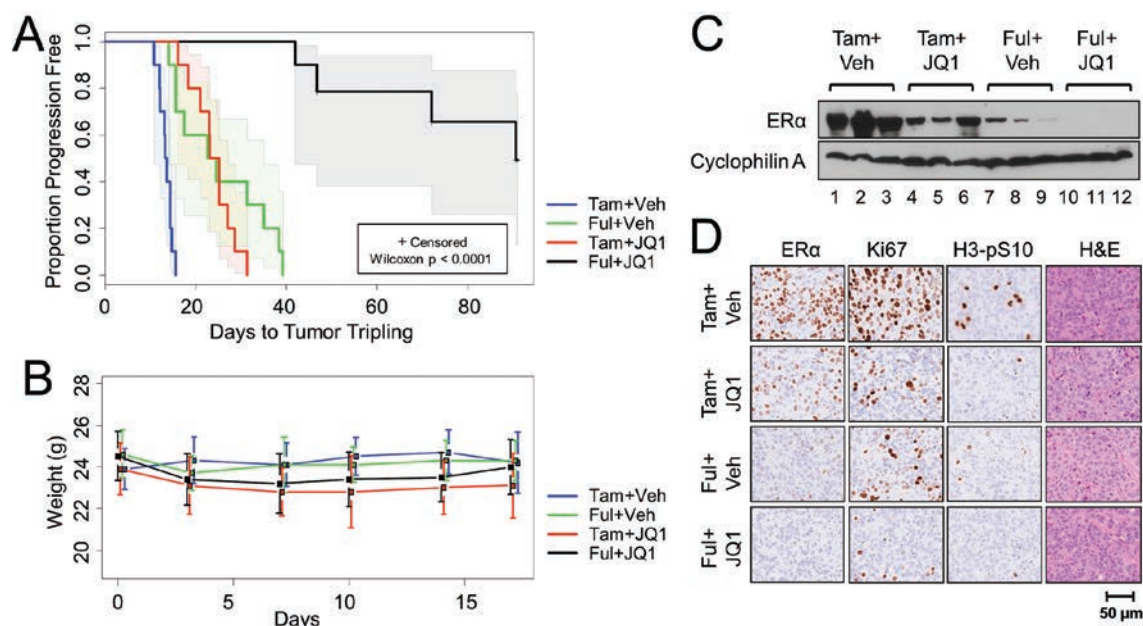 A
Proportion Progression Free
1.0
0.8
0.6
0.4
0.2
0.0
0 20 40 60 80
Days to Tumor Tripling
+ Censored
Wilcoxon p < 0.0001
Tam+Veh
Ful+Veh
Tam+JQ1
Ful+JQ1
B
Weight (g)
28
26
24
22
20
0 5 10 15
Days
Tam+Veh
Ful+Veh
Tam+JQ1
Ful+JQ1
C
Tam+ Tam+ Ful+ Ful+
Veh JQ1 Veh JQ1
ERα
Cyclophilin A
1 2 3 4 5 6 7 8 9 10 11 12
D
ERα Ki67 H3-pS10 H&E
Tam+
Veh
Tam+
JQ1
Ful+
Veh
Ful+
JQ1
50 µm